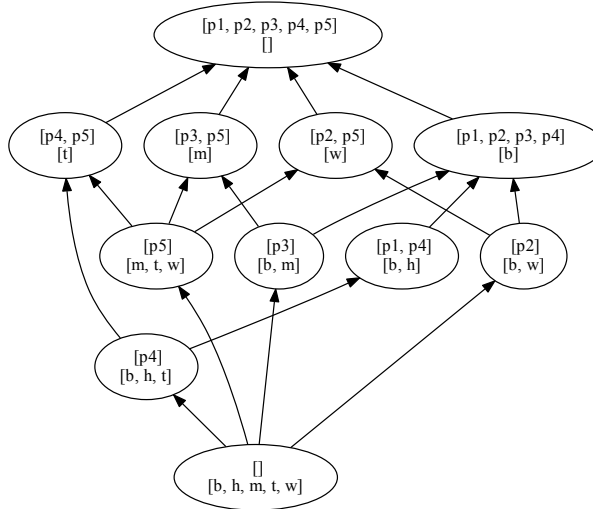 [p1, p2, p3, p4, p5]
[]
[p4, p5]
[t]
[p3, p5]
[m]
[p2, p5]
[w]
[p1, p2, p3, p4]
[b]
[p5]
[m, t, w]
[p3]
[b, m]
[p1, p4]
[b, h]
[p2]
[b, w]
[p4]
[b, h, t]
[]
[b, h, m, t, w]